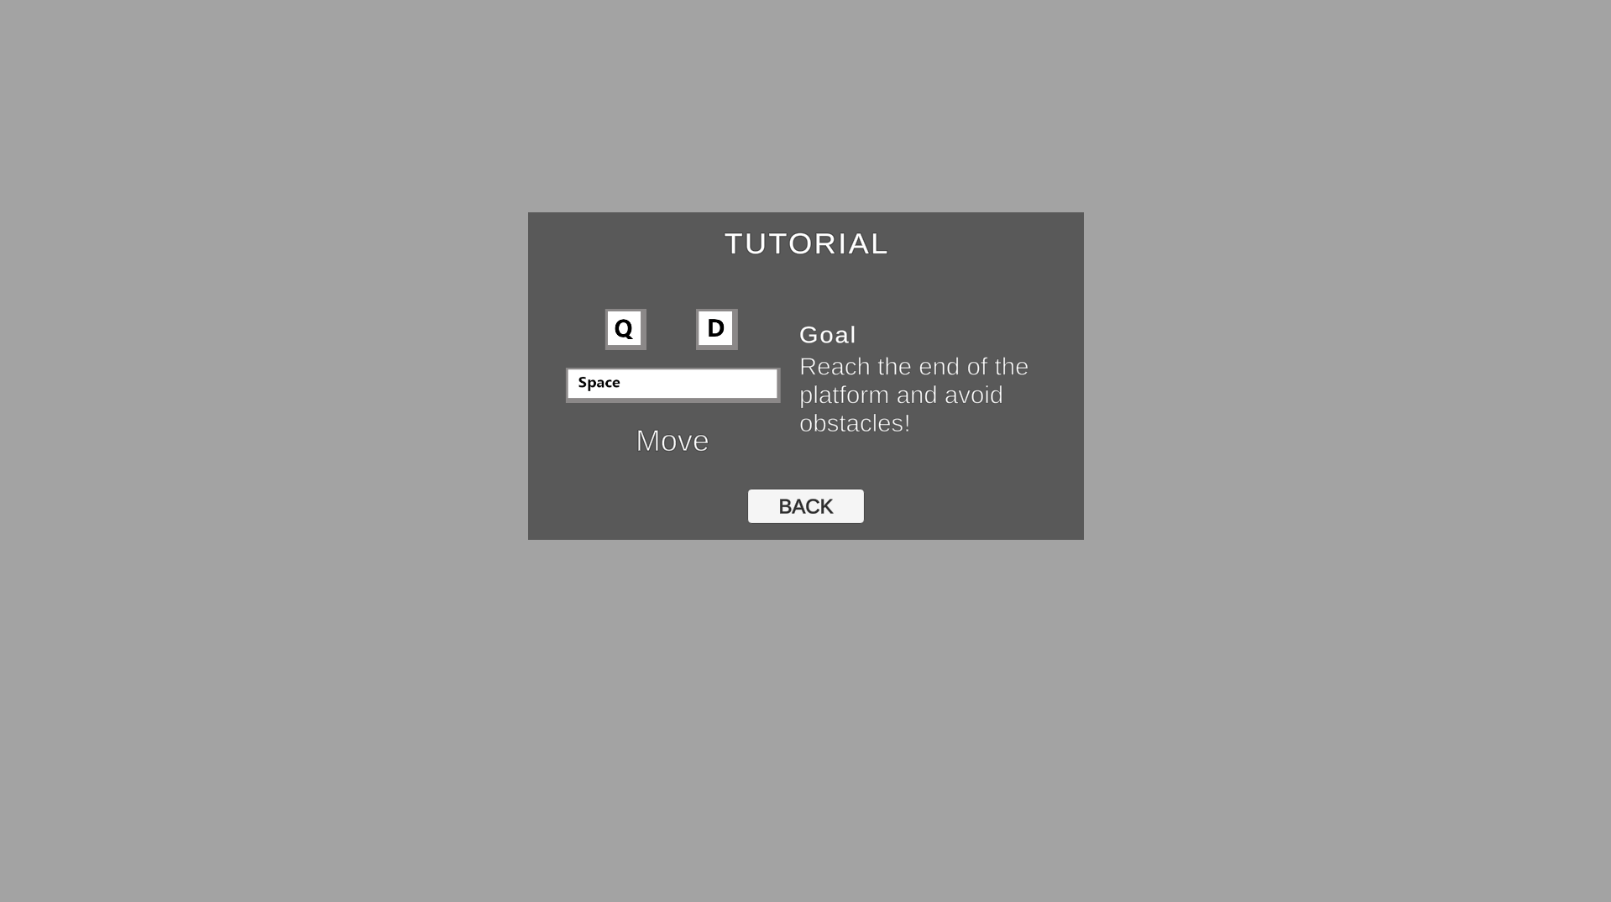 TUTORIAL
Q D
Space
Move
Goal
Reach the end of the
platform and avoid
obstacles!
BACK